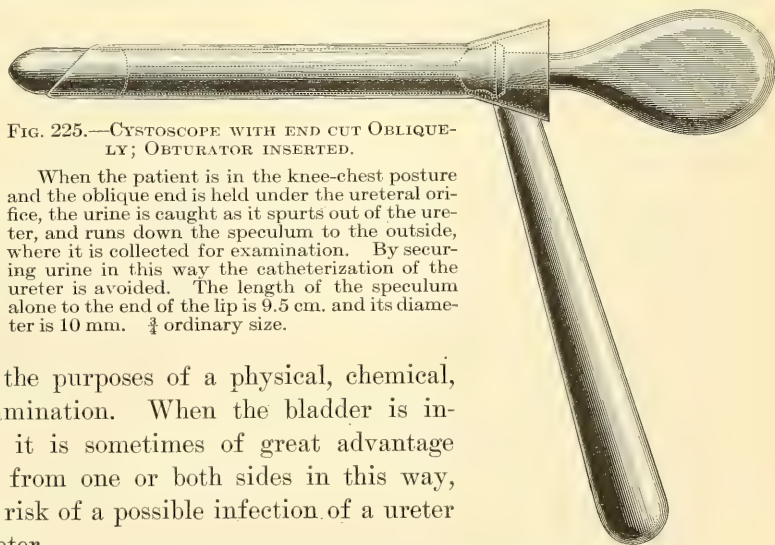 FIG. 225.—CYSTOSCOPE WITH END CUT OBLIQUE-
LY; OBTURATOR INSERTED.
When the patient is in the knee-chest posture
and the oblique end is held under the ureteral ori-
fice, the urine is caught as it spurts out of the ure-
ter, and runs down the speculum to the outside,
where it is collected for examination. By secur-
ing urine in this way the catheterization of the
ureter is avoided. The length of the speculum
alone to the end of the lip is 9.5 cm. and its diame-
ter is 10 mm. ¾ ordinary size.
the purposes of a physical, chemical,
amination. When the bladder is in-
it is sometimes of great advantage
from one or both sides in this way,
risk of a possible infection of a ureter